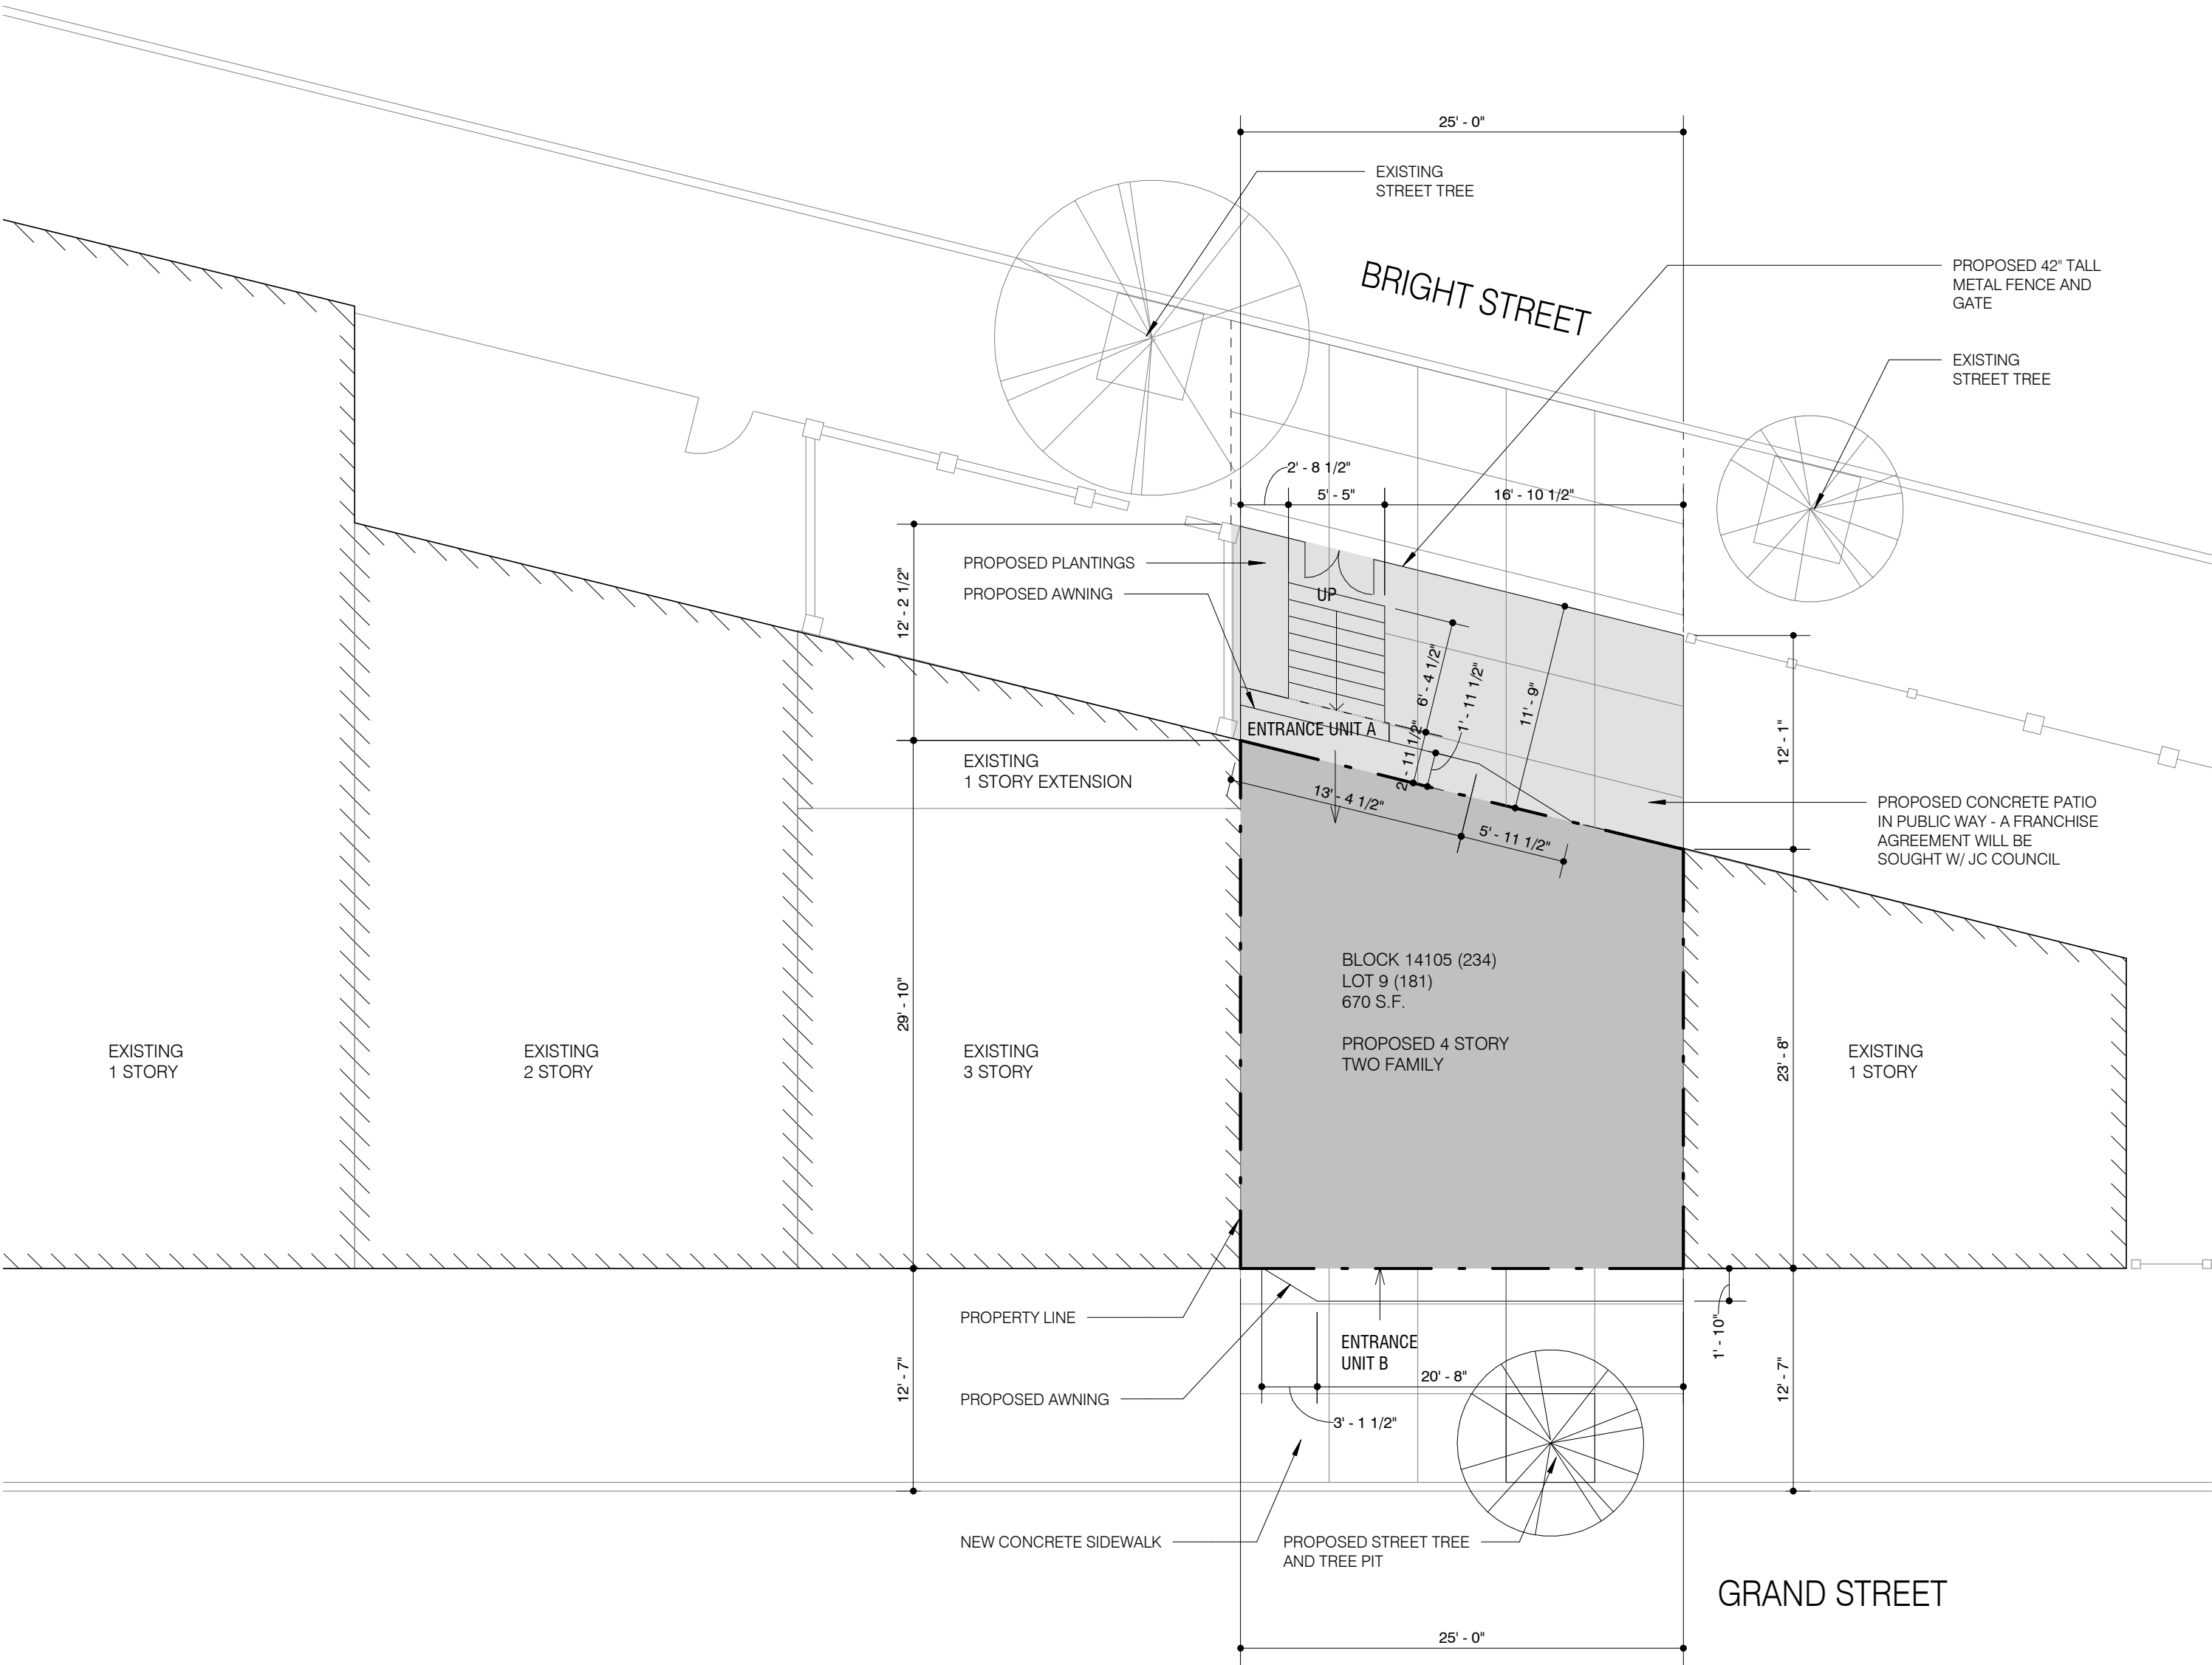 25' - 0"
EXISTING
STREET TREE
BRIGHT STREET
PROPOSED 42" TALL
METAL FENCE AND
GATE
EXISTING
STREET TREE
2' - 8 1/2"
5' - 5"
16' - 10 1/2"
PROPOSED PLANTINGS
PROPOSED AWNING
12' - 2 1/2"
UP
6' - 4 1/2"
1' - 11 1/2"
11' - 9"
12' - 1"
ENTRANCE UNIT A
2' - 11 1/2"
EXISTING
1 STORY EXTENSION
13' - 4 1/2"
5' - 11 1/2"
PROPOSED CONCRETE PATIO
IN PUBLIC WAY - A FRANCHISE
AGREEMENT WILL BE
SOUGHT W/ JC COUNCIL
29' - 10"
BLOCK 14105 (234)
LOT 9 (181)
670 S.F.
PROPOSED 4 STORY
TWO FAMILY
23' - 8"
EXISTING
1 STORY
EXISTING
2 STORY
EXISTING
3 STORY
EXISTING
1 STORY
PROPERTY LINE
ENTRANCE
UNIT B
1' - 10"
12' - 7"
PROPOSED AWNING
20' - 8"
12' - 7"
3' - 1 1/2"
NEW CONCRETE SIDEWALK
PROPOSED STREET TREE
AND TREE PIT
GRAND STREET
25' - 0"